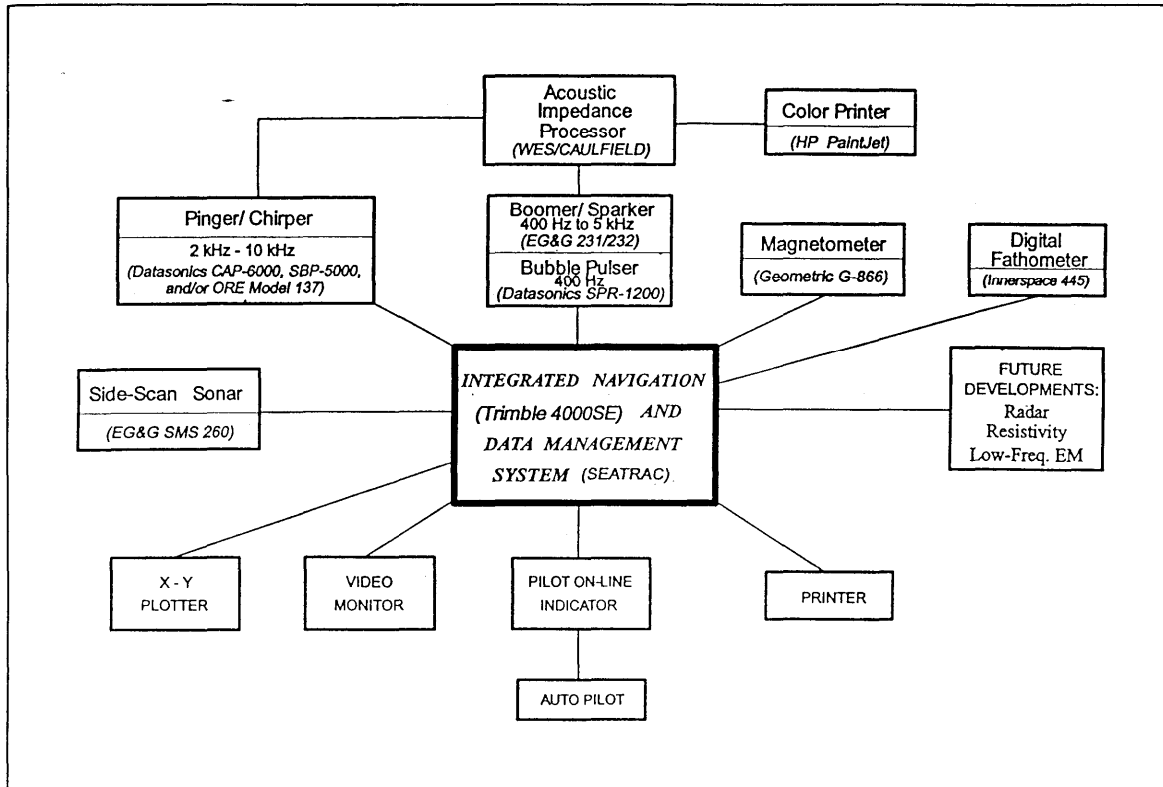 Acoustic
Impedance
Processor
(WES/CAULFIELD)
Color Printer
(HP PaintJet)
Pinger/ Chirper
2 kHz - 10 kHz
(Datasonics CAP-6000, SBP-5000,
and/or ORE Model 137)
Boomer/ Sparker
400 Hz to 5 kHz
(EG&G 231/232)
Bubble Pulser
400 Hz
(Datasonics SPR-1200)
Magnetometer
(Geometric G-866)
Digital
Fathometer
(Innerspace 445)
Side-Scan Sonar
(EG&G SMS 260)
INTEGRATED NAVIGATION
(Trimble 4000SE) AND
DATA MANAGEMENT
SYSTEM (SEATRAC)
FUTURE
DEVELOPMENTS:
Radar
Resistivity
Low-Freq. EM
X - Y
PLOTTER
VIDEO
MONITOR
PILOT ON-LINE
INDICATOR
PRINTER
AUTO PILOT